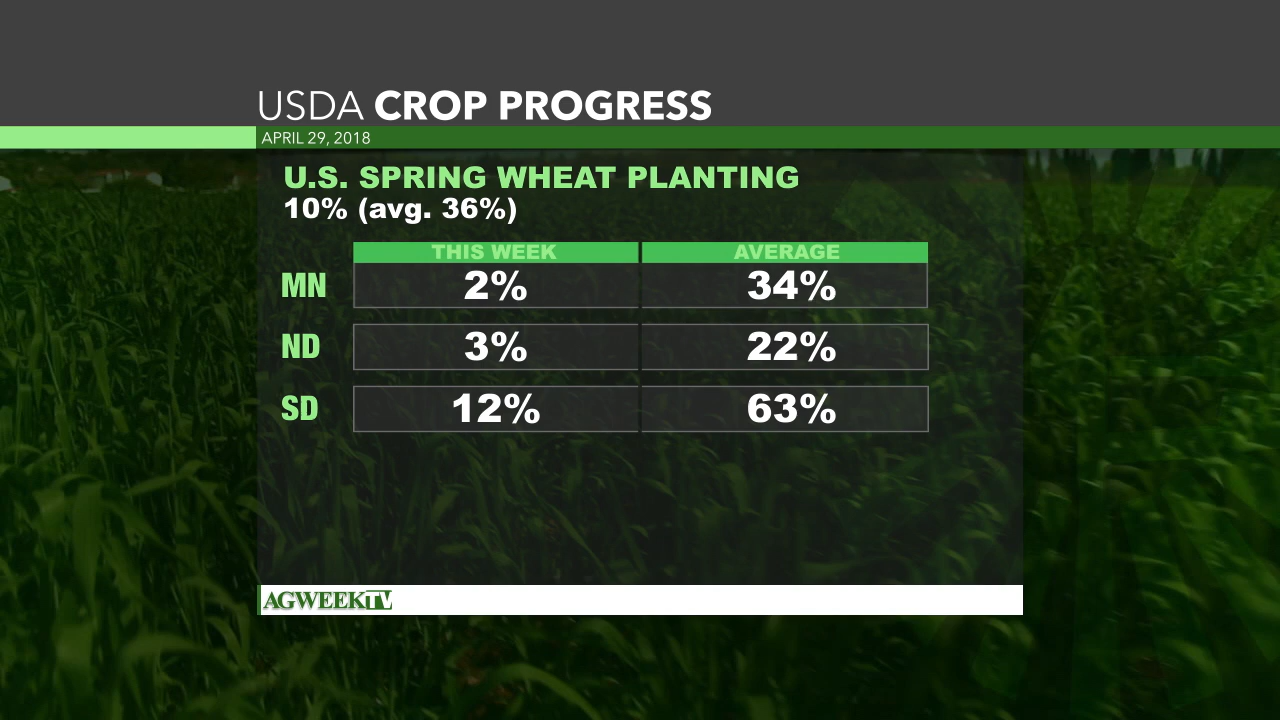 USDA CROP PROGRESS
APRIL 29, 2018
U.S. SPRING WHEAT PLANTING
10% (avg. 36%)
THIS WEEK AVERAGE
MN 2% 34%
ND 3% 22%
SD 12% 63%
AGWEEKTV